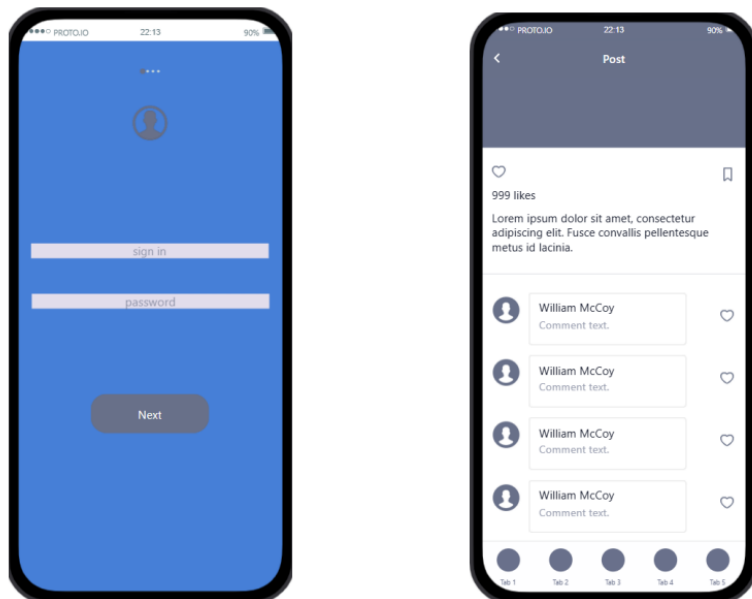 PROTO.IO 22:13 90%
sign in
password
Next
PROTO.IO 22:13 90%
Post
999 likes
Lorem ipsum dolor sit amet, consectetur
adipiscing elit. Fusce convallis pellentesque
metus id lacinia.
William McCoy
Comment text.
William McCoy
Comment text.
William McCoy
Comment text.
William McCoy
Comment text.
Tab 1 Tab 2 Tab 3 Tab 4 Tab 5